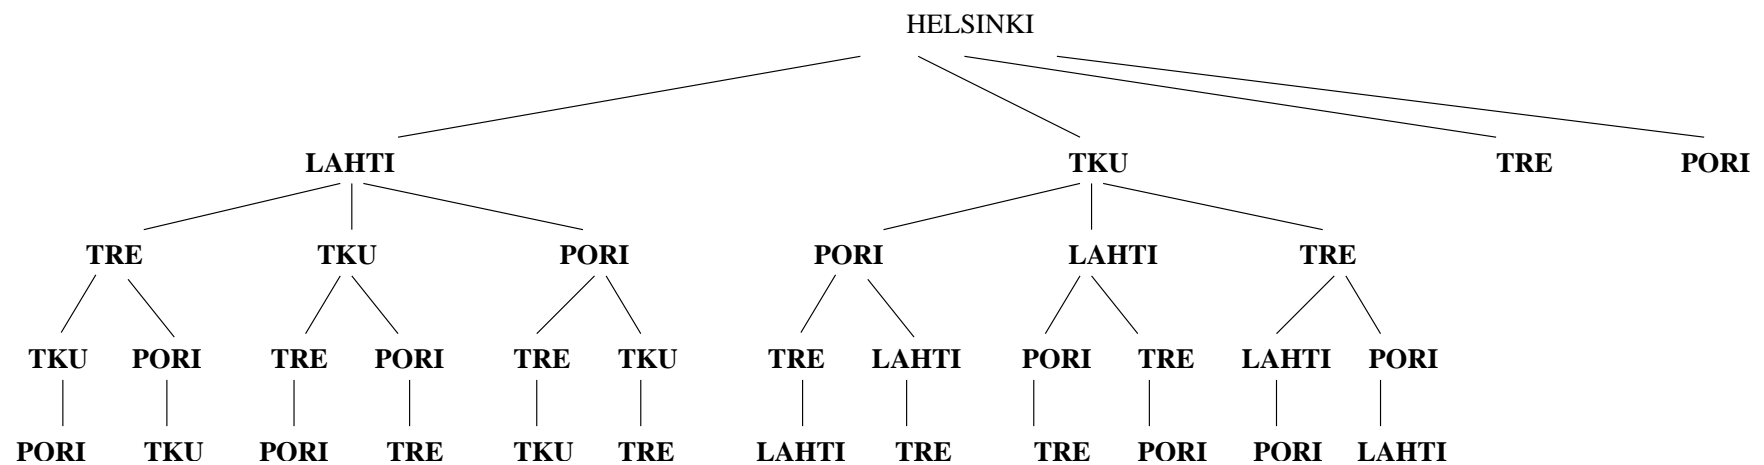 HELSINKI
LAHTI TKU TRE PORI
TRE TKU PORI PORI LAHTI TRE
TKU PORI TRE PORI TRE TKU TRE LAHTI PORI TRE LAHTI PORI
PORI TKU PORI TRE TKU TRE LAHTI TRE TRE PORI PORI LAHTI